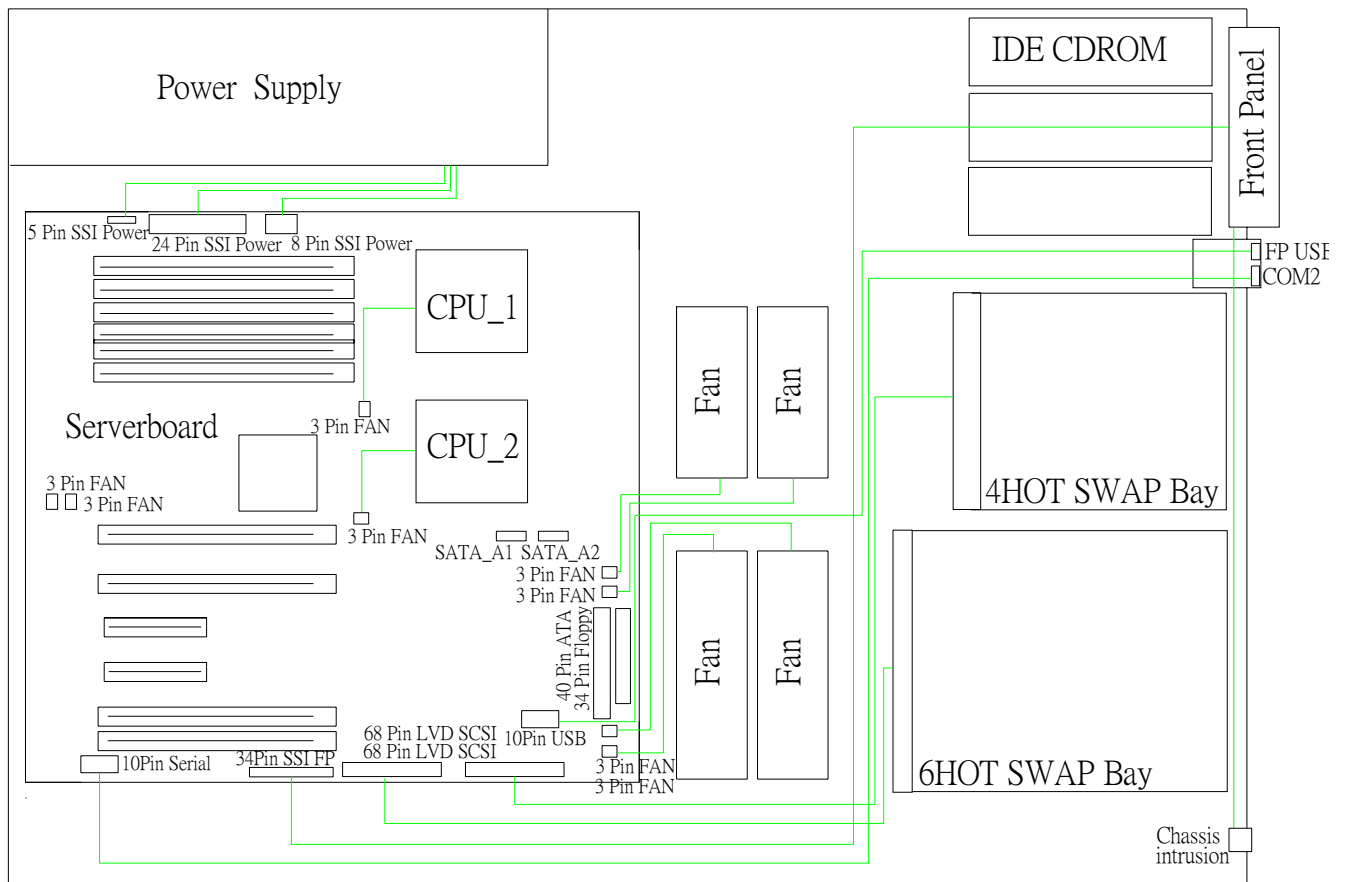 IDE CDROM
Power Supply
Front Panel
5 Pin SSI Power
24 Pin SSI Power
8 Pin SSI Power
FP USB
COM2
CPU_1
Fan
Fan
3 Pin FAN
Serverboard
CPU_2
3 Pin FAN
3 Pin FAN
4HOT SWAP Bay
3 Pin FAN
SATA_A1
SATA_A2
3 Pin FAN
3 Pin FAN
40 Pin ATA
34 Pin Floppy
Fan
Fan
68 Pin LVD SCSI
68 Pin LVD SCSI
10Pin USB
10Pin Serial
34Pin SSI FP
3 Pin FAN
3 Pin FAN
6HOT SWAP Bay
Chassis
intrusion